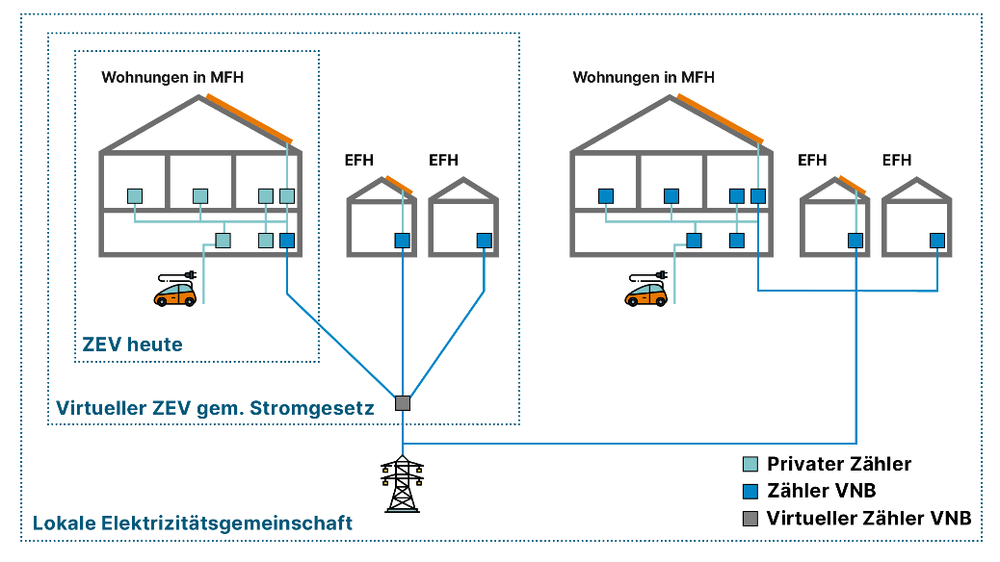 Wohnungen in MFH
Wohnungen in MFH
EFH
EFH
EFH
EFH
ZEV heute
Virtueller ZEV gem. Stromgesetz
Privater Zähler
Zähler VNB
Virtueller Zähler VNB
Lokale Elektrizitätsgemeinschaft